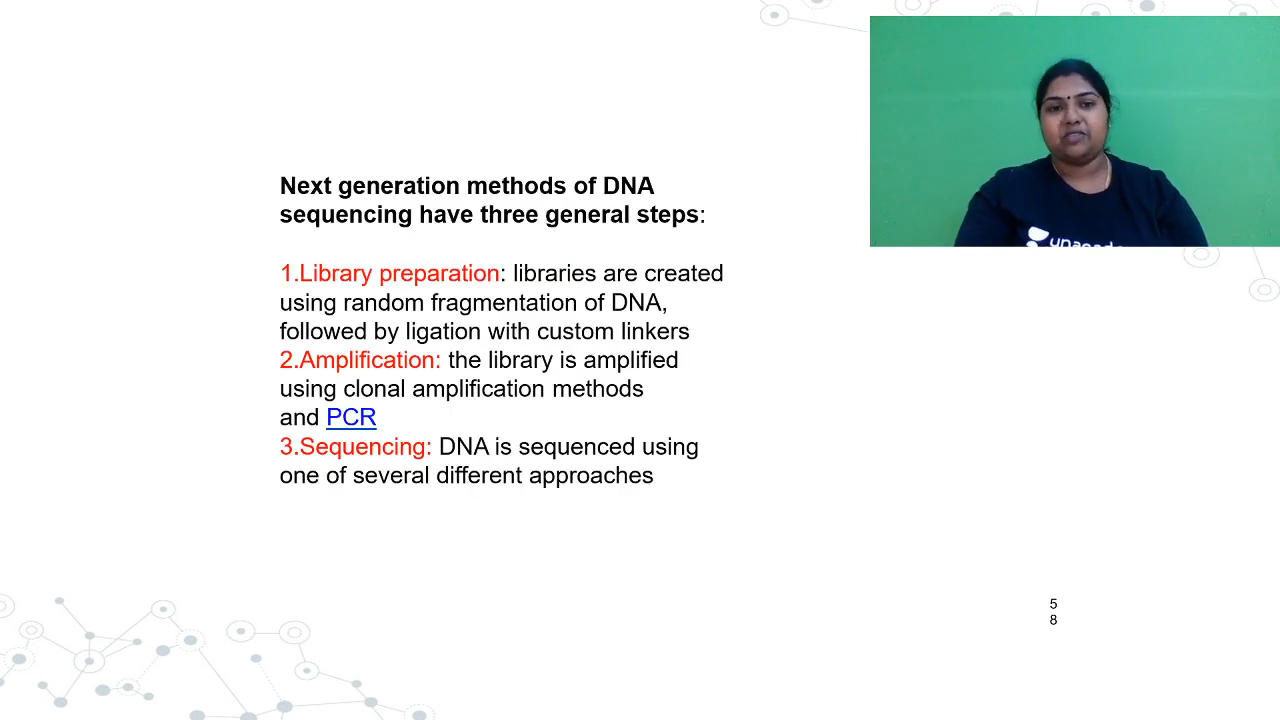 Next generation methods of DNA
sequencing have three general steps:
1.Library preparation: libraries are created
using random fragmentation of DNA,
followed by ligation with custom linkers
2.Amplification: the library is amplified
using clonal amplification methods
and PCR
3.Sequencing: DNA is sequenced using
one of several different approaches
5
8